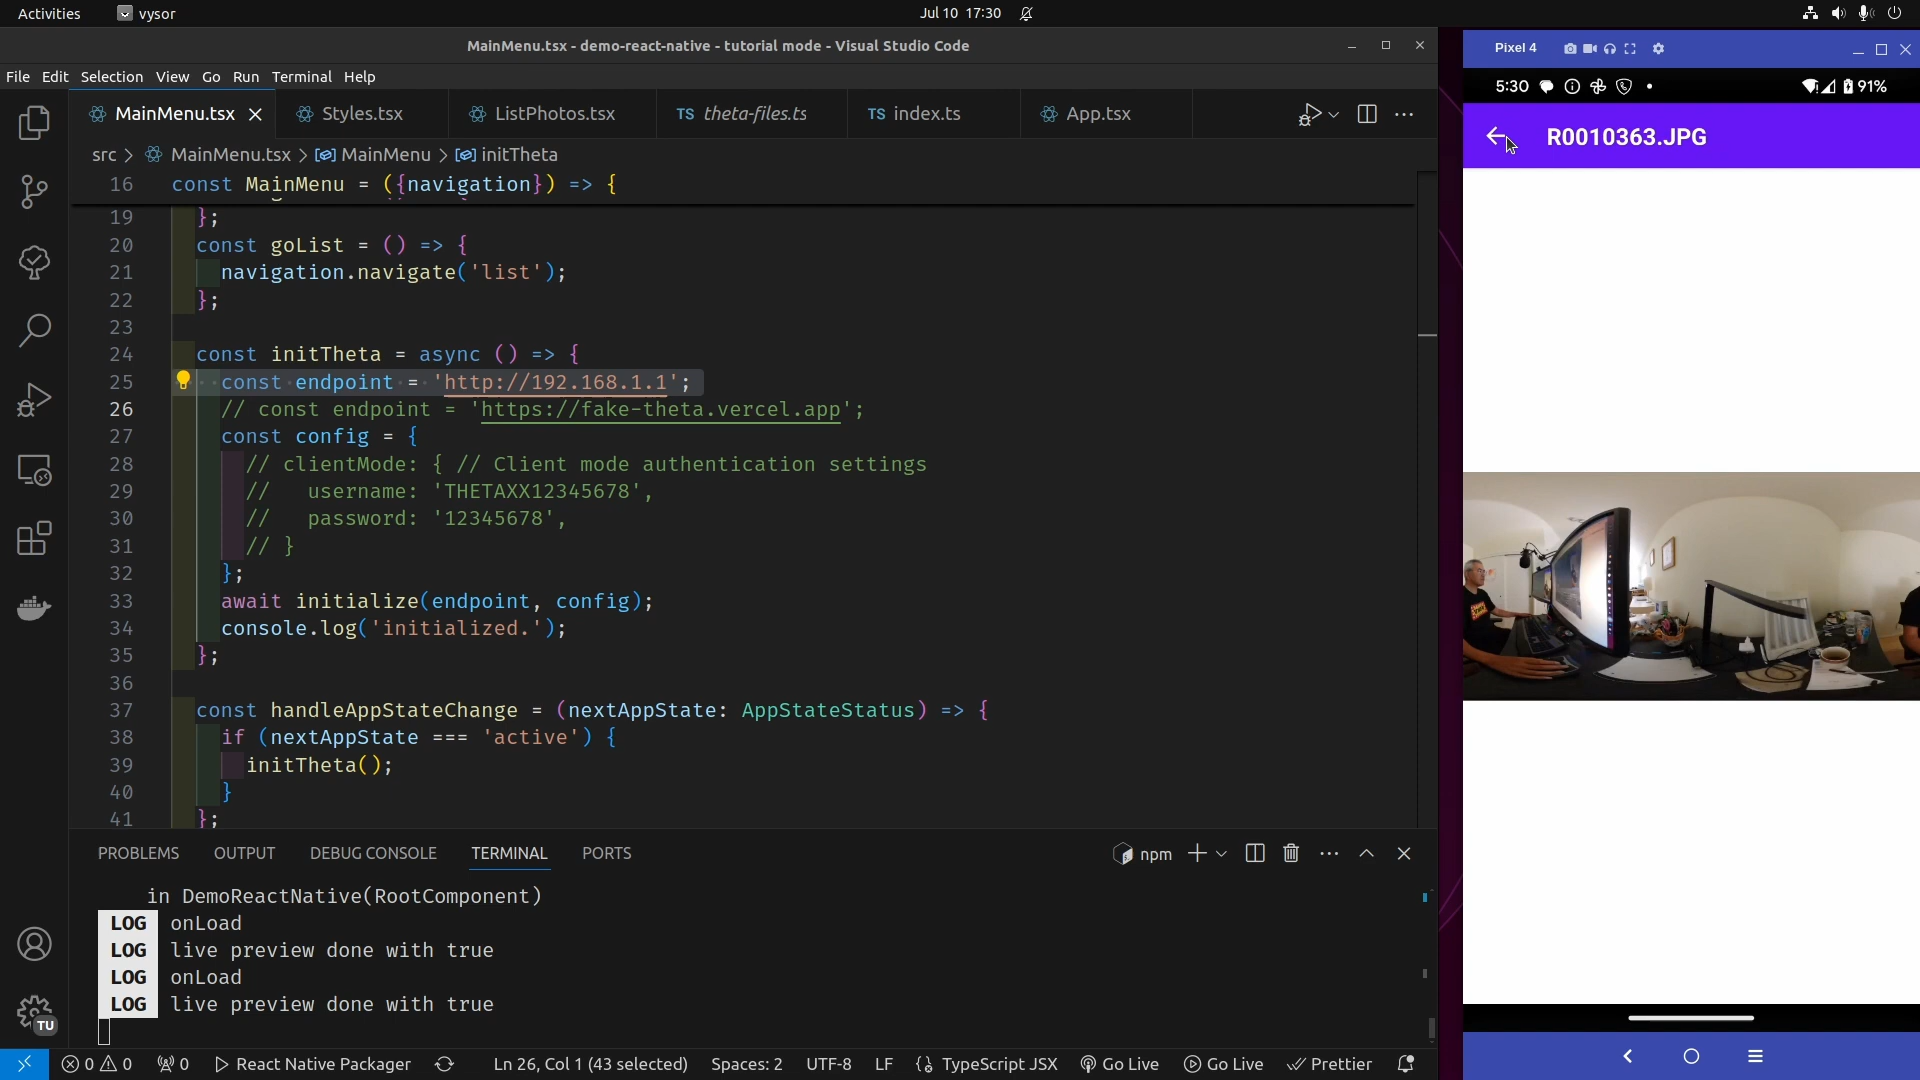 Activities
vysor
Jul 10 17:30
MainMenu.tsx - demo-react-native - tutorial mode - Visual Studio Code
File Edit Selection View Go Run Terminal Help
MainMenu.tsx
Styles.tsx
ListPhotos.tsx
TS theta-files.ts
TS index.ts
App.tsx
src > MainMenu.tsx > MainMenu > initTheta
16 const MainMenu = ({navigation}) => {
19 };
20 const goList = () => {
21 navigation.navigate('list');
22 };
23
24 const initTheta = async () => {
25 const endpoint = 'http://192.168.1.1';
26 // const endpoint = 'https://fake-theta.vercel.app';
27 const config = {
28 // clientMode: { // Client mode authentication settings
29 //   username: 'THETAXX12345678',
30 //   password: '12345678',
31 // }
32 };
33 await initialize(endpoint, config);
34 console.log('initialized.');
35 };
36
37 const handleAppStateChange = (nextAppState: AppStateStatus) => {
38 if (nextAppState === 'active') {
39 initTheta();
40 }
41 };
PROBLEMS OUTPUT DEBUG CONSOLE TERMINAL PORTS
npm
in DemoReactNative(RootComponent)
LOG onLoad
LOG live preview done with true
LOG onLoad
LOG live preview done with true
TU
0 0 0 React Native Packager Ln 26, Col 1 (43 selected) Spaces: 2 UTF-8 LF {} TypeScript JSX Go Live Go Live Prettier
Pixel 4
5:30
91%
R0010363.JPG